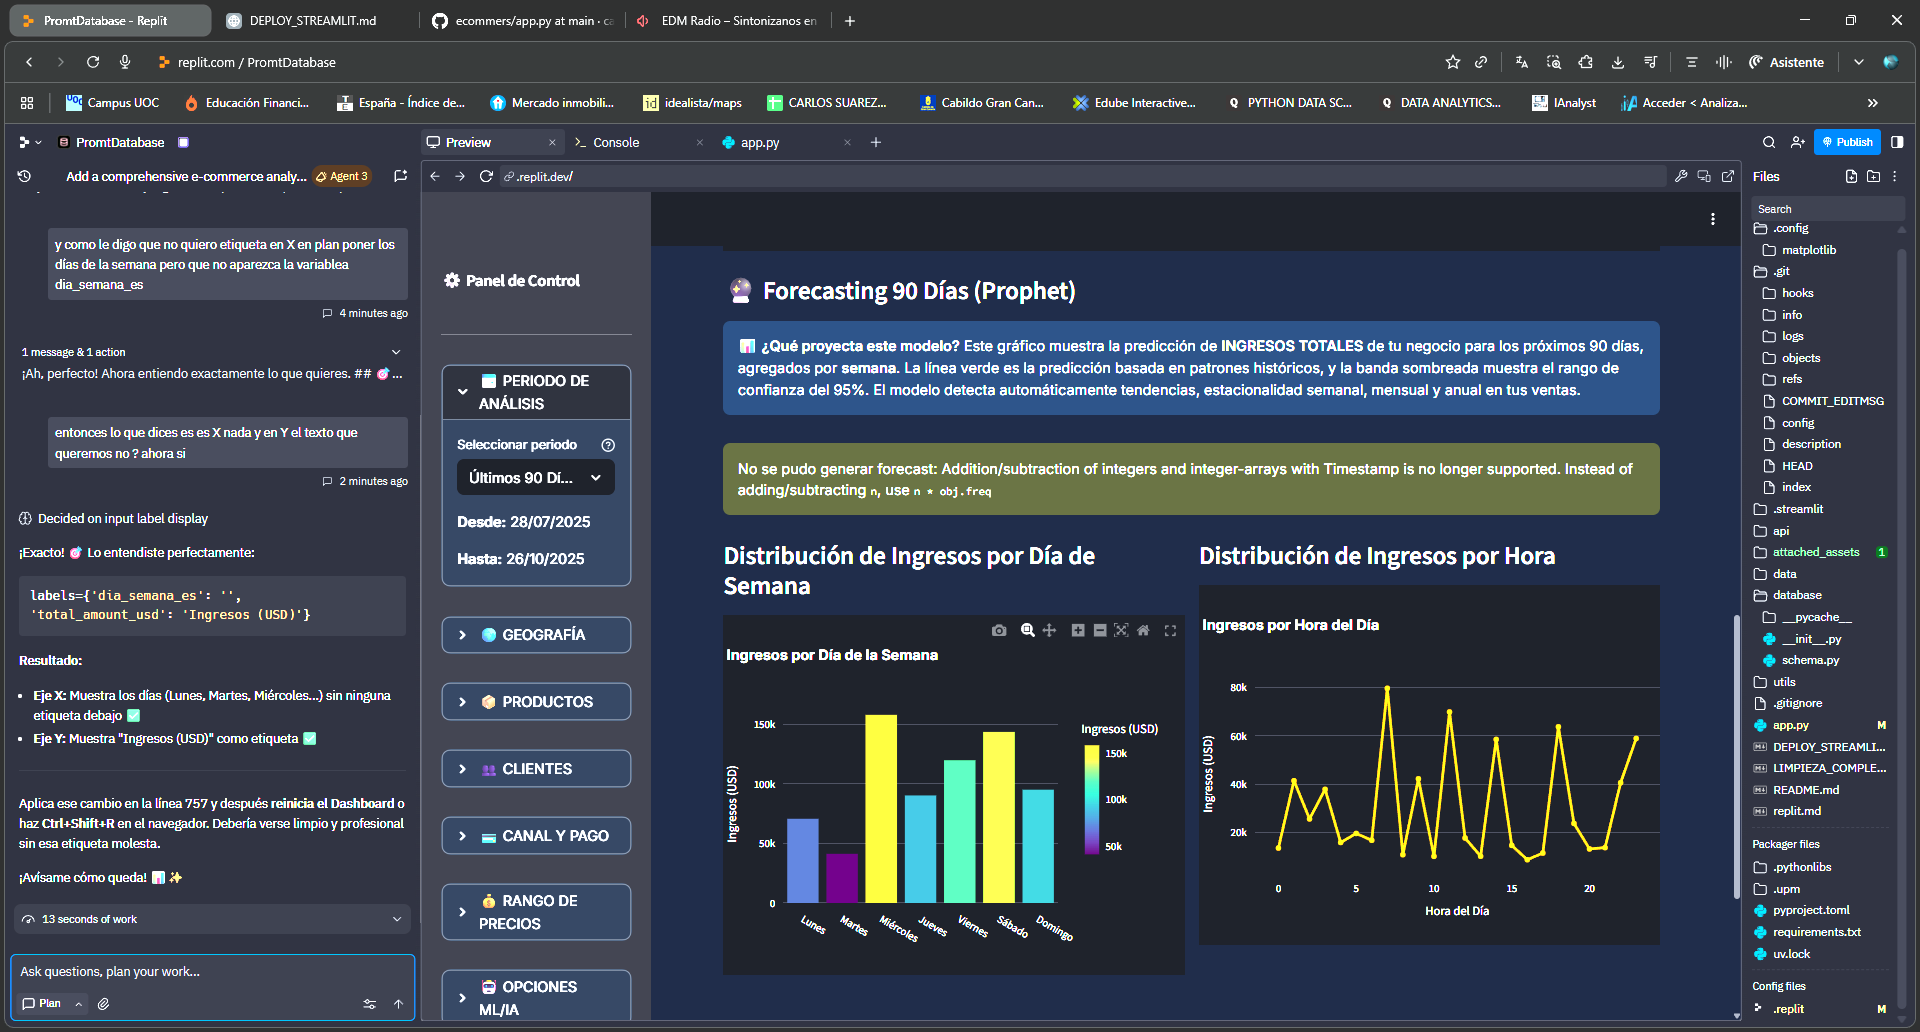 PromtDatabase - Replit
DEPLOY_STREAMLIT.md
ecommers/app.py at main · ca
EDM Radio – Sintonizanos en
replit.com / PromtDatabase
Asistente
Campus UOC
Educación Financi...
España - Índice de...
Mercado inmobili...
idealista/maps
CARLOS SUAREZ...
Cabildo Gran Can...
Edube Interactive...
PYTHON DATA SC...
DATA ANALYTICS...
IAnalyst
Acceder < Analiza...
PromtDatabase
Preview
Console
app.py
Publish
Add a comprehensive e-commerce analy...
Agent 3
.replit.dev/
y como le digo que no quiero etiqueta en X en plan poner los
días de la semana pero que no aparezca la variablea
dia_semana_es
4 minutes ago
1 message & 1 action
¡Ah, perfecto! Ahora entiendo exactamente lo que quieres. ## 🎯...
entonces lo que dices es es X nada y en Y el texto que
queremos no ? ahora si
2 minutes ago
Decided on input label display
¡Exacto! 🎯 Lo entendiste perfectamente:
labels={'dia_semana_es': '',
'total_amount_usd': 'Ingresos (USD)'}
Resultado:
• Eje X: Muestra los días (Lunes, Martes, Miércoles...) sin ninguna
etiqueta debajo ✅
• Eje Y: Muestra "Ingresos (USD)" como etiqueta ✅
Aplica ese cambio en la línea 757 y después reinicia el Dashboard o
haz Ctrl+Shift+R en el navegador. Debería verse limpio y profesional
sin esa etiqueta molesta.
¡Avísame cómo queda! 📊 ✨
13 seconds of work
Ask questions, plan your work...
Plan
Panel de Control
PERIODO DE
ANÁLISIS
Seleccionar periodo
Últimos 90 Dí...
Desde: 28/07/2025
Hasta: 26/10/2025
GEOGRAFÍA
PRODUCTOS
CLIENTES
CANAL Y PAGO
RANGO DE
PRECIOS
OPCIONES
ML/IA
Forecasting 90 Días (Prophet)
¿Qué proyecta este modelo? Este gráfico muestra la predicción de INGRESOS TOTALES de tu negocio para los próximos 90 días,
agregados por semana. La línea verde es la predicción basada en patrones históricos, y la banda sombreada muestra el rango de
confianza del 95%. El modelo detecta automáticamente tendencias, estacionalidad semanal, mensual y anual en tus ventas.
No se pudo generar forecast: Addition/subtraction of integers and integer-arrays with Timestamp is no longer supported. Instead of
adding/subtracting n, use n * obj.freq
Distribución de Ingresos por Día de
Semana
Ingresos por Día de la Semana
Ingresos (USD)
150k
100k
50k
0
Lunes
Martes
Miércoles
Jueves
Viernes
Sábado
Domingo
Ingresos (USD)
150k
100k
50k
Distribución de Ingresos por Hora
Ingresos por Hora del Día
Ingresos (USD)
80k
60k
40k
20k
0
5
10
15
20
Hora del Día
Files
Search
.config
matplotlib
.git
hooks
info
logs
objects
refs
COMMIT_EDITMSG
config
description
HEAD
index
.streamlit
api
attached_assets 1
data
database
__pycache__
__init__.py
schema.py
utils
.gitignore
app.py M
DEPLOY_STREAMLI...
LIMPIEZA_COMPLE...
README.md
replit.md
Packager files
.pythonlibs
.upm
pyproject.toml
requirements.txt
uv.lock
Config files
.replit M